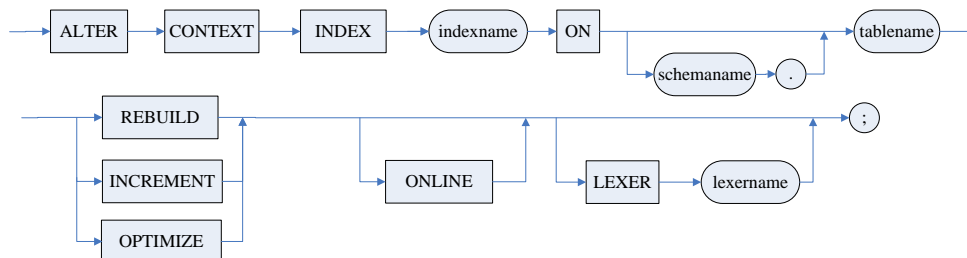 ALTER CONTEXT INDEX indexname ON tablename
schemaname .
REBUILD ;
INCREMENT ONLINE LEXER lexername
OPTIMIZE